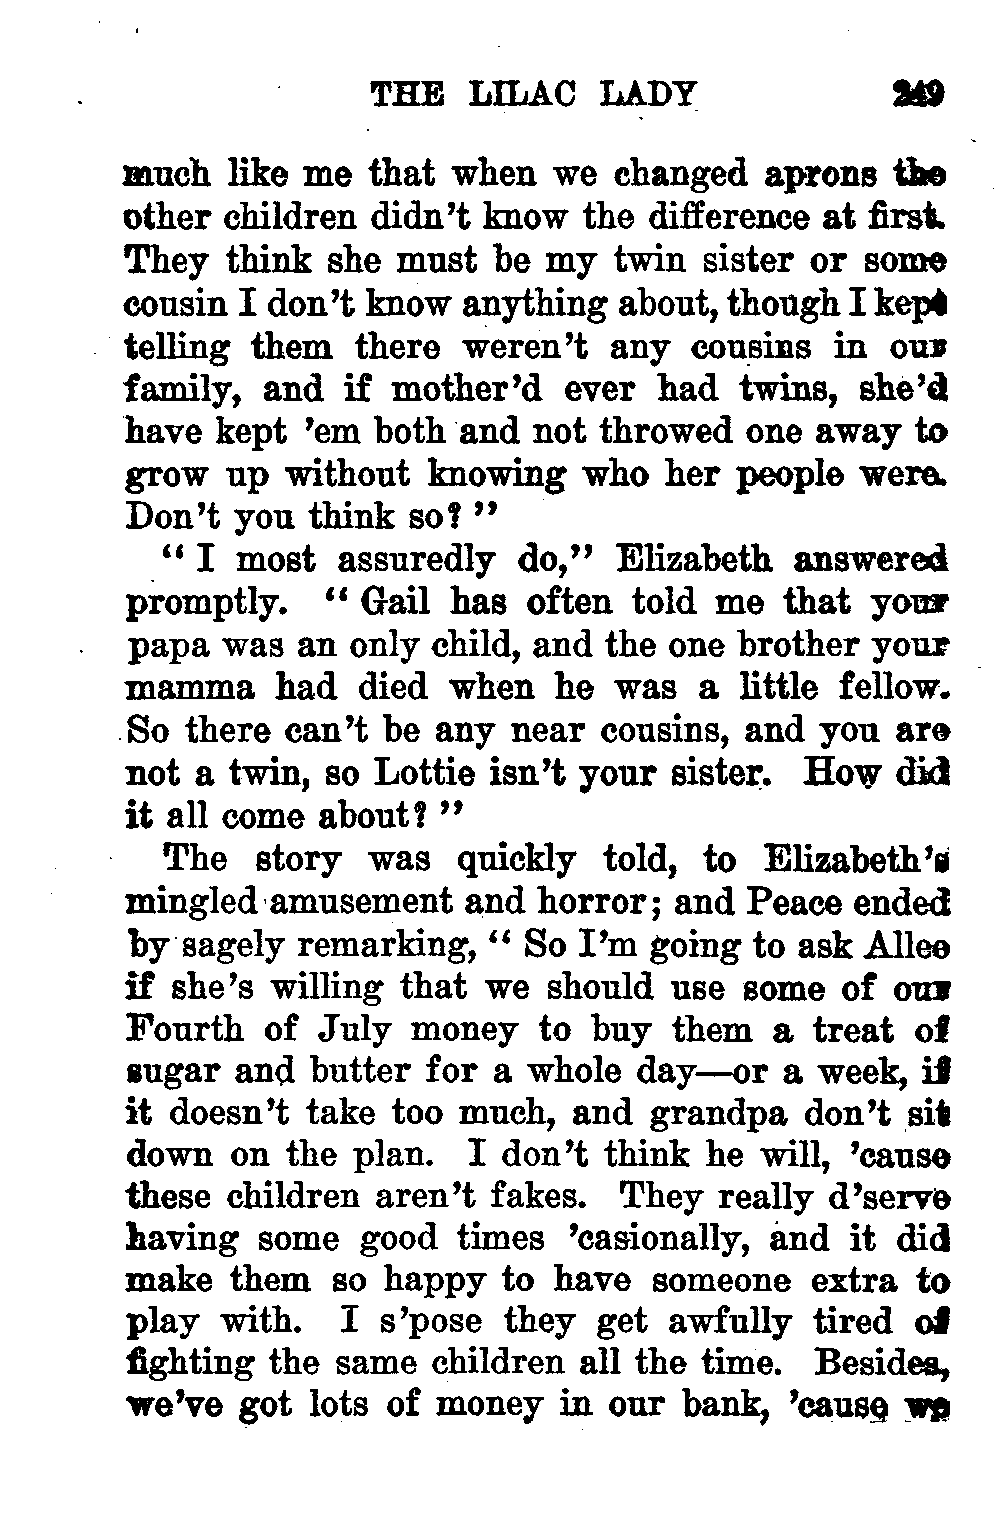 THE LILAC LADY 249
much like me that when we changed aprons the
other children didn't know the difference at first.
They think she must be my twin sister or some
cousin I don't know anything about, though I kept
telling them there weren't any cousins in our
family, and if mother'd ever had twins, she'd
have kept 'em both and not throwed one away to
grow up without knowing who her people were.
Don't you think so? "
" I most assuredly do," Elizabeth answered
promptly. " Gail has often told me that your
papa was an only child, and the one brother your
mamma had died when he was a little fellow.
So there can't be any near cousins, and you are
not a twin, so Lottie isn't your sister. How did
it all come about? "
The story was quickly told, to Elizabeth's
mingled amusement and horror; and Peace ended
by sagely remarking, " So I'm going to ask Allee
if she's willing that we should use some of our
Fourth of July money to buy them a treat of
sugar and butter for a whole day—or a week, if
it doesn't take too much, and grandpa don't sit
down on the plan. I don't think he will, 'cause
these children aren't fakes. They really d'serve
having some good times 'casionally, and it did
make them so happy to have someone extra to
play with. I s'pose they get awfully tired of
fighting the same children all the time. Besides,
we've got lots of money in our bank, 'cause we